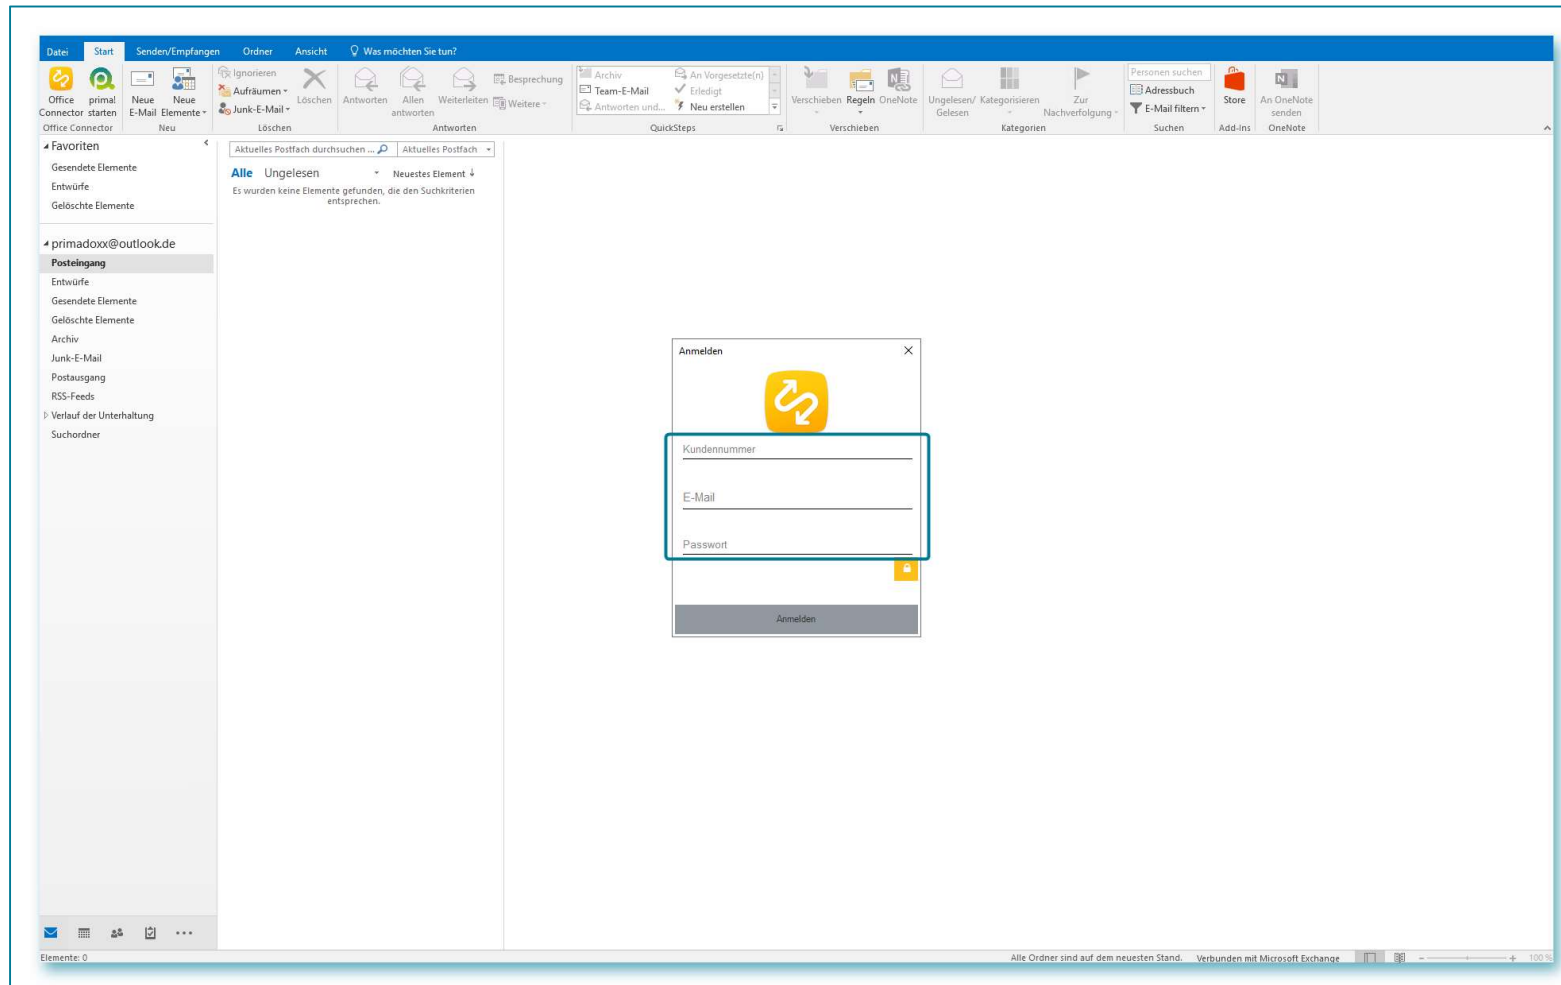 Datei Start Senden/Empfangen Ordner Ansicht Was möchten Sie tun?
Office Connector
primal starten
Neue E-Mail
Neue Elemente
Ignorieren
Aufräumen
Junk-E-Mail
Löschen
Antworten
Allen antworten
Weiterleiten
Besprechung
Weitere
Archiv
Team-E-Mail
Antworten und...
An Vorgesetzte(n)
Erledigt
Neu erstellen
Verschieben
Regeln
OneNote
Ungelesen/ Gelesen
Kategorisieren
Zur Nachverfolgung
Personen suchen
Adressbuch
E-Mail filtern
Store
An OneNote senden
Office Connector Neu Löschen Antworten QuickSteps Verschieben Kategorien Suchen Add-Ins OneNote
Favoriten
Gesendete Elemente
Entwürfe
Gelöschte Elemente
primadoxx@outlook.de
Posteingang
Entwürfe
Gesendete Elemente
Gelöschte Elemente
Archiv
Junk-E-Mail
Postausgang
RSS-Feeds
Verlauf der Unterhaltung
Suchordner
Aktuelles Postfach durchsuchen ... Aktuelles Postfach
Alle Ungelesen Neuestes Element ↓
Es wurden keine Elemente gefunden, die den Suchkriterien
entsprechen.
Anmelden
Kundennummer
E-Mail
Passwort
Anmelden
Elemente: 0 Alle Ordner sind auf dem neuesten Stand. Verbunden mit Microsoft Exchange 100 %